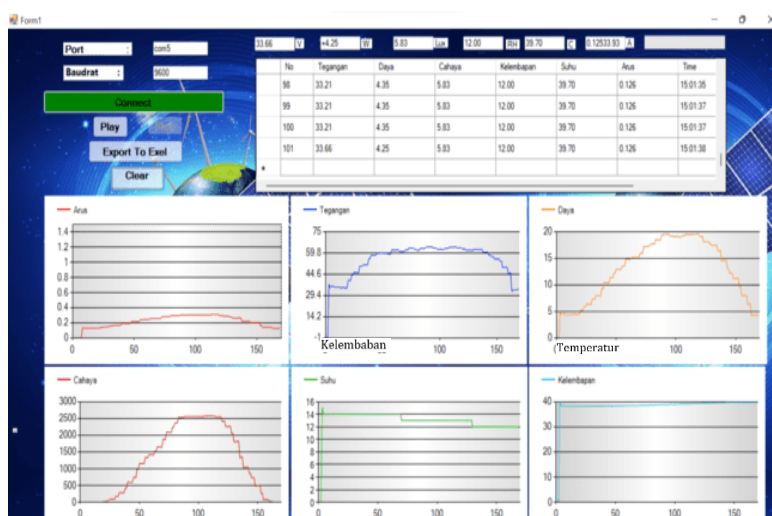 Form1
Port :
com5
Baudrat :
9600
Connect
Play
Export To Exel
Clear
33.66 V +4.25 W 5.83 Lux 12.00 RH 39.70 C 0.12533.93 A
No Tegangan Daya Cahaya Kelembapan Suhu Arus Time
98 33.21 4.35 5.83 12.00 39.70 0.126 15:01:35
99 33.21 4.35 5.83 12.00 39.70 0.126 15:01:37
100 33.21 4.35 5.83 12.00 39.70 0.126 15:01:37
101 33.66 4.25 5.83 12.00 39.70 0.126 15:01:38
*
Arus
1.4
1.2
1
0.8
0.6
0.4
0.2
0
0 50 100 150
Tegangan
75
59.8
44.6
29.4
14.2
-1
Kelembaban
100 150
Daya
20
15
10
5
0
Temperatur
100 150
Cahaya
3000
2500
2000
1500
1000
500
0
0 50 100 150
Suhu
16
14
12
10
8
6
4
2
0
0 50 100 150
Kelembapan
40
30
20
10
0
0 50 100 150